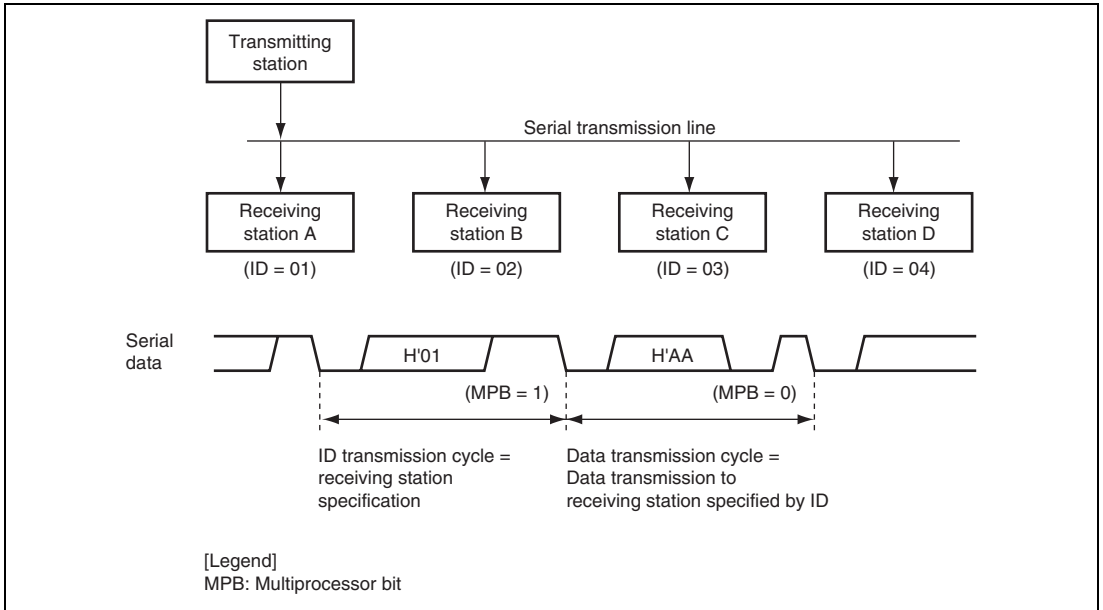 Transmitting
station
Serial transmission line
Receiving
station A
Receiving
station B
Receiving
station C
Receiving
station D
(ID = 01)
(ID = 02)
(ID = 03)
(ID = 04)
Serial
data
H'01
H'AA
(MPB = 1)
(MPB = 0)
ID transmission cycle =
receiving station
specification
Data transmission cycle =
Data transmission to
receiving station specified by ID
[Legend]
MPB: Multiprocessor bit